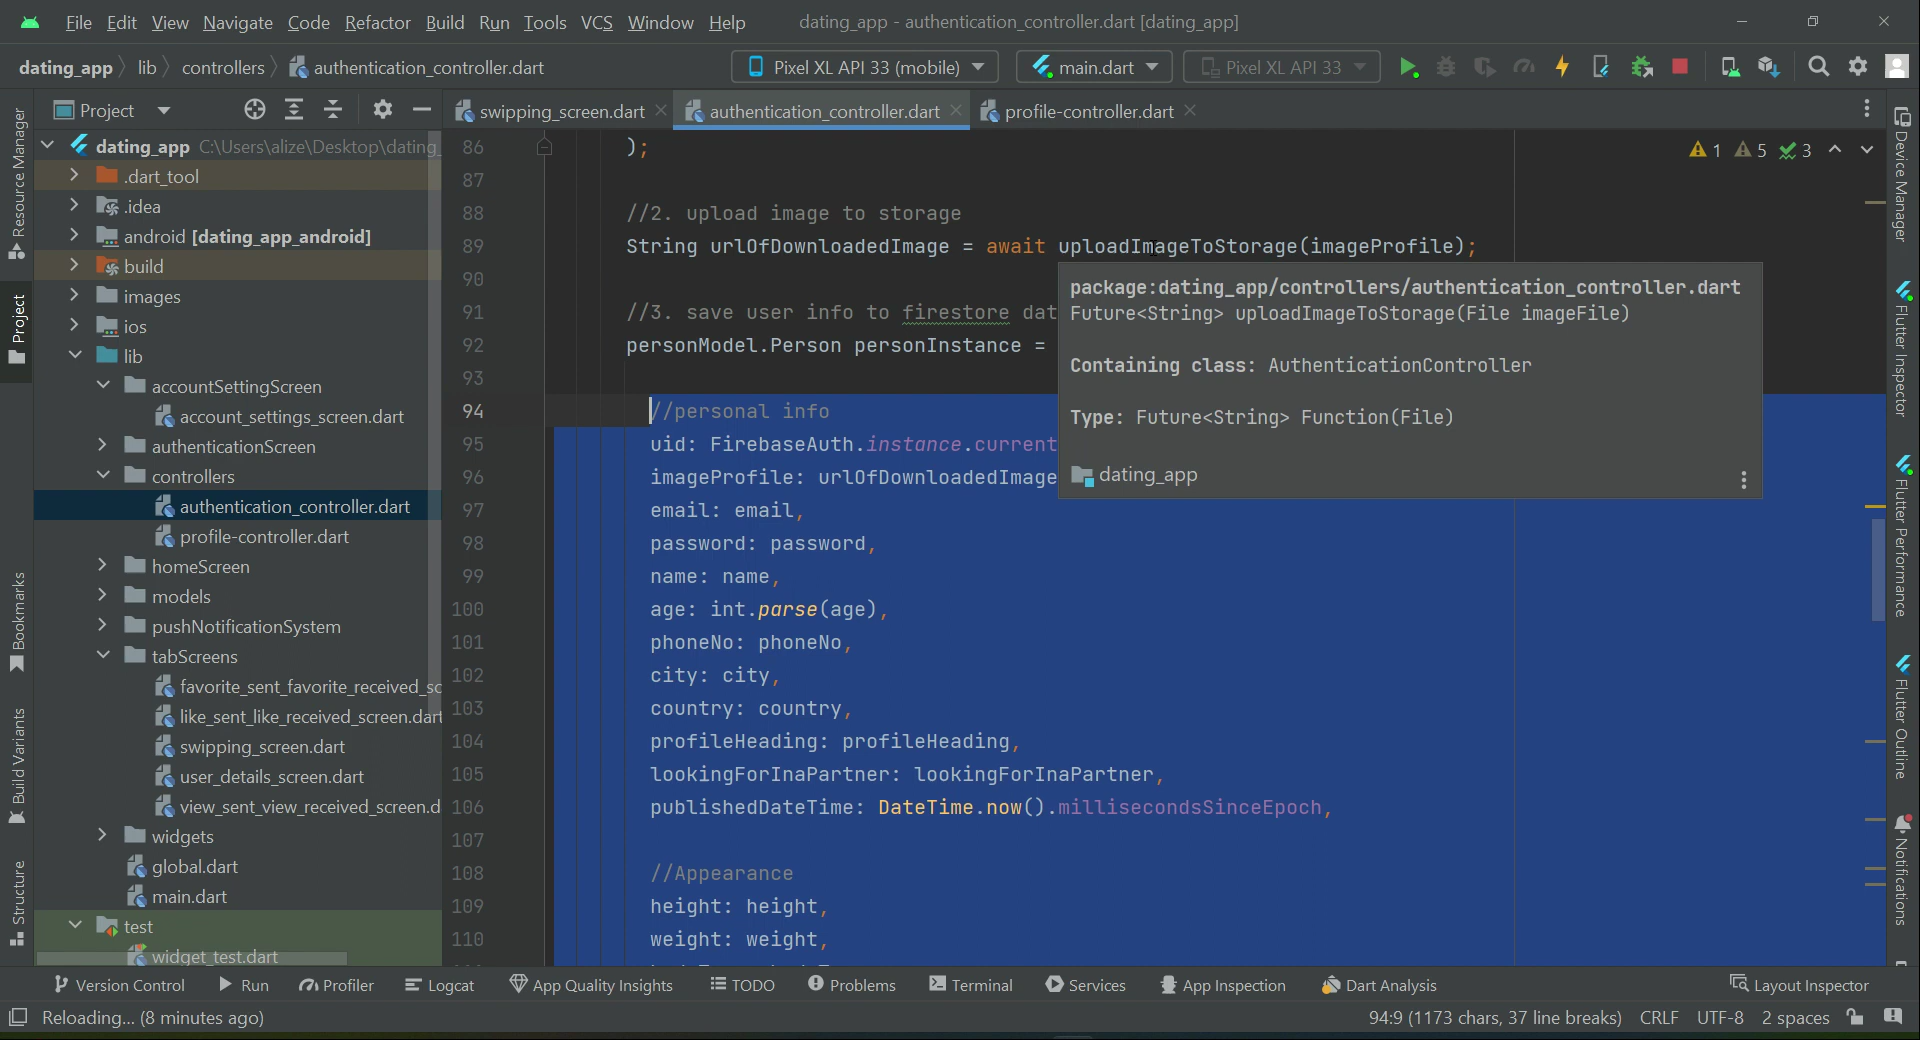 File Edit View Navigate Code Refactor Build Run Tools VCS Window Help dating_app - authentication_controller.dart [dating_app]
dating_app lib controllers authentication_controller.dart Pixel XL API 33 (mobile) main.dart Pixel XL API 33
Project swipping_screen.dart authentication_controller.dart profile-controller.dart
Resource Manager
Project
Bookmarks
Build Variants
Structure
dating_app C:\Users\alize\Desktop\dating_
.dart_tool
.idea
android [dating_app_android]
build
images
ios
lib
accountSettingScreen
account_settings_screen.dart
authenticationScreen
controllers
authentication_controller.dart
profile-controller.dart
homeScreen
models
pushNotificationSystem
tabScreens
favorite_sent_favorite_received_sc
like_sent_like_received_screen.dart
swipping_screen.dart
user_details_screen.dart
view_sent_view_received_screen.d
widgets
global.dart
main.dart
test
widget_test.dart
1 5 3
86 );
87
88 //2. upload image to storage
89 String urlOfDownloadedImage = await uploadImageToStorage(imageProfile);
90
91 //3. save user info to firestore dat
92 personModel.Person personInstance =
93
94 //personal info
95 uid: FirebaseAuth.instance.current
96 imageProfile: urlOfDownloadedImage
97 email: email,
98 password: password,
99 name: name,
100 age: int.parse(age),
101 phoneNo: phoneNo,
102 city: city,
103 country: country,
104 profileHeading: profileHeading,
105 lookingForInaPartner: lookingForInaPartner,
106 publishedDateTime: DateTime.now().millisecondsSinceEpoch,
107
108 //Appearance
109 height: height,
110 weight: weight,
package:dating_app/controllers/authentication_controller.dart
Future<String> uploadImageToStorage(File imageFile)
Containing class: AuthenticationController
Type: Future<String> Function(File)
dating_app
Device Manager
Flutter Inspector
Flutter Performance
Flutter Outline
Notifications
Version Control Run Profiler Logcat App Quality Insights TODO Problems Terminal Services App Inspection Dart Analysis Layout Inspector
Reloading... (8 minutes ago) 94:9 (1173 chars, 37 line breaks) CRLF UTF-8 2 spaces